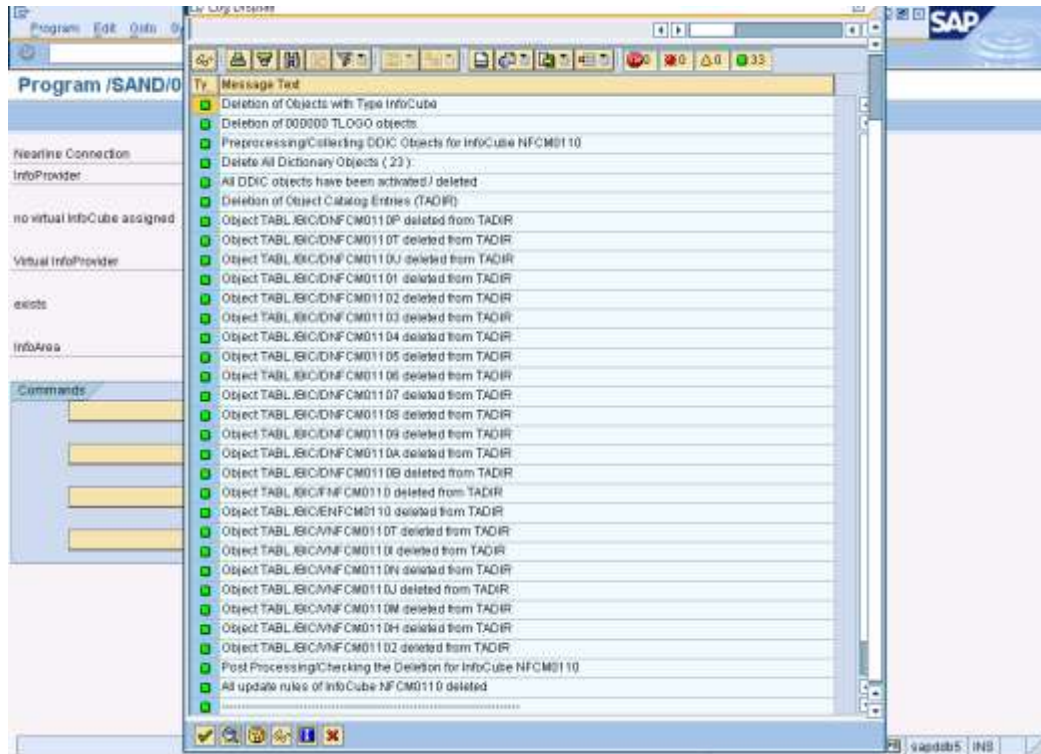 Log Display
Program Edit Goto
SAP
Program /SAND/0
0 0 0 33
Ty Message Text
Deletion of Objects with Type InfoCube
Deletion of 000000 TLOGO objects
Preprocessing/Collecting DDIC Objects for InfoCube NFCM0110
Delete All Dictionary Objects ( 23 ):
All DDIC objects have been activated / deleted
Deletion of Object Catalog Entries (TADIR)
Object TABL /BIC/DNFCM0110P deleted from TADIR
Object TABL /BIC/DNFCM0110T deleted from TADIR
Object TABL /BIC/DNFCM0110U deleted from TADIR
Object TABL /BIC/DNFCM01101 deleted from TADIR
Object TABL /BIC/DNFCM01102 deleted from TADIR
Object TABL /BIC/DNFCM01103 deleted from TADIR
Object TABL /BIC/DNFCM01104 deleted from TADIR
Object TABL /BIC/DNFCM01105 deleted from TADIR
Object TABL /BIC/DNFCM01106 deleted from TADIR
Object TABL /BIC/DNFCM01107 deleted from TADIR
Object TABL /BIC/DNFCM01108 deleted from TADIR
Object TABL /BIC/DNFCM01109 deleted from TADIR
Object TABL /BIC/DNFCM0110A deleted from TADIR
Object TABL /BIC/DNFCM0110B deleted from TADIR
Object TABL /BIC/FNFCM0110 deleted from TADIR
Object TABL /BIC/ENFCM0110 deleted from TADIR
Object TABL /BIC/VNFCM0110T deleted from TADIR
Object TABL /BIC/VNFCM0110I deleted from TADIR
Object TABL /BIC/VNFCM0110N deleted from TADIR
Object TABL /BIC/VNFCM0110J deleted from TADIR
Object TABL /BIC/VNFCM0110M deleted from TADIR
Object TABL /BIC/VNFCM0110H deleted from TADIR
Object TABL /BIC/VNFCM01102 deleted from TADIR
Post Processing/Checking the Deletion for InfoCube NFCM0110
All update rules of InfoCube NFCM0110 deleted
Nearline Connection
InfoProvider
no virtual InfoCube assigned
Virtual InfoProvider
exists
InfoArea
Commands
sapddb5 INS